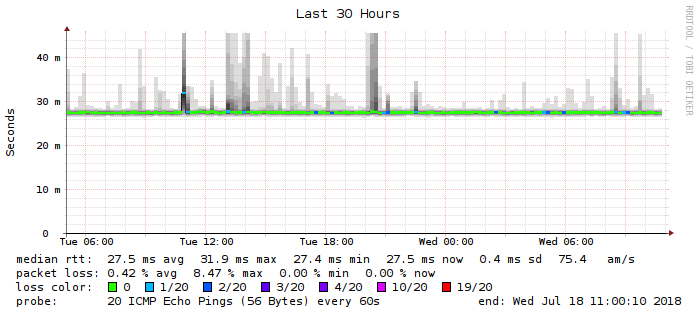 Last 30 Hours
RRDTOOL / TOBI OETIKER
Seconds
40 m
30 m
20 m
10 m
0
Tue 06:00 Tue 12:00 Tue 18:00 Wed 00:00 Wed 06:00
median rtt: 27.5 ms avg 31.9 ms max 27.4 ms min 27.5 ms now 0.4 ms sd 75.4 am/s
packet loss: 0.42 % avg 8.47 % max 0.00 % min 0.00 % now
loss color: 0 1/20 2/20 3/20 4/20 10/20 19/20
probe: 20 ICMP Echo Pings (56 Bytes) every 60s end: Wed Jul 18 11:00:10 2018